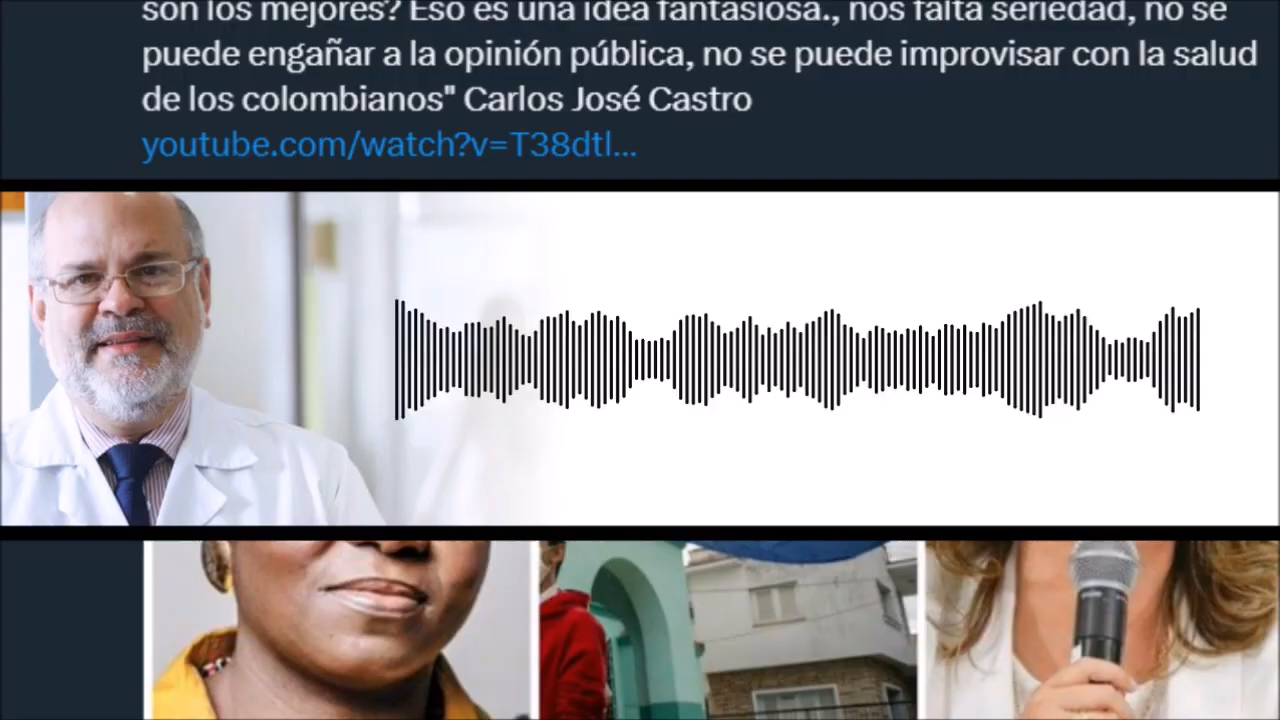 son los mejores? Eso es una idea fantasiosa., nos falta seriedad, no se
puede engañar a la opinión pública, no se puede improvisar con la salud
de los colombianos" Carlos José Castro
youtube.com/watch?v=T38dtl...